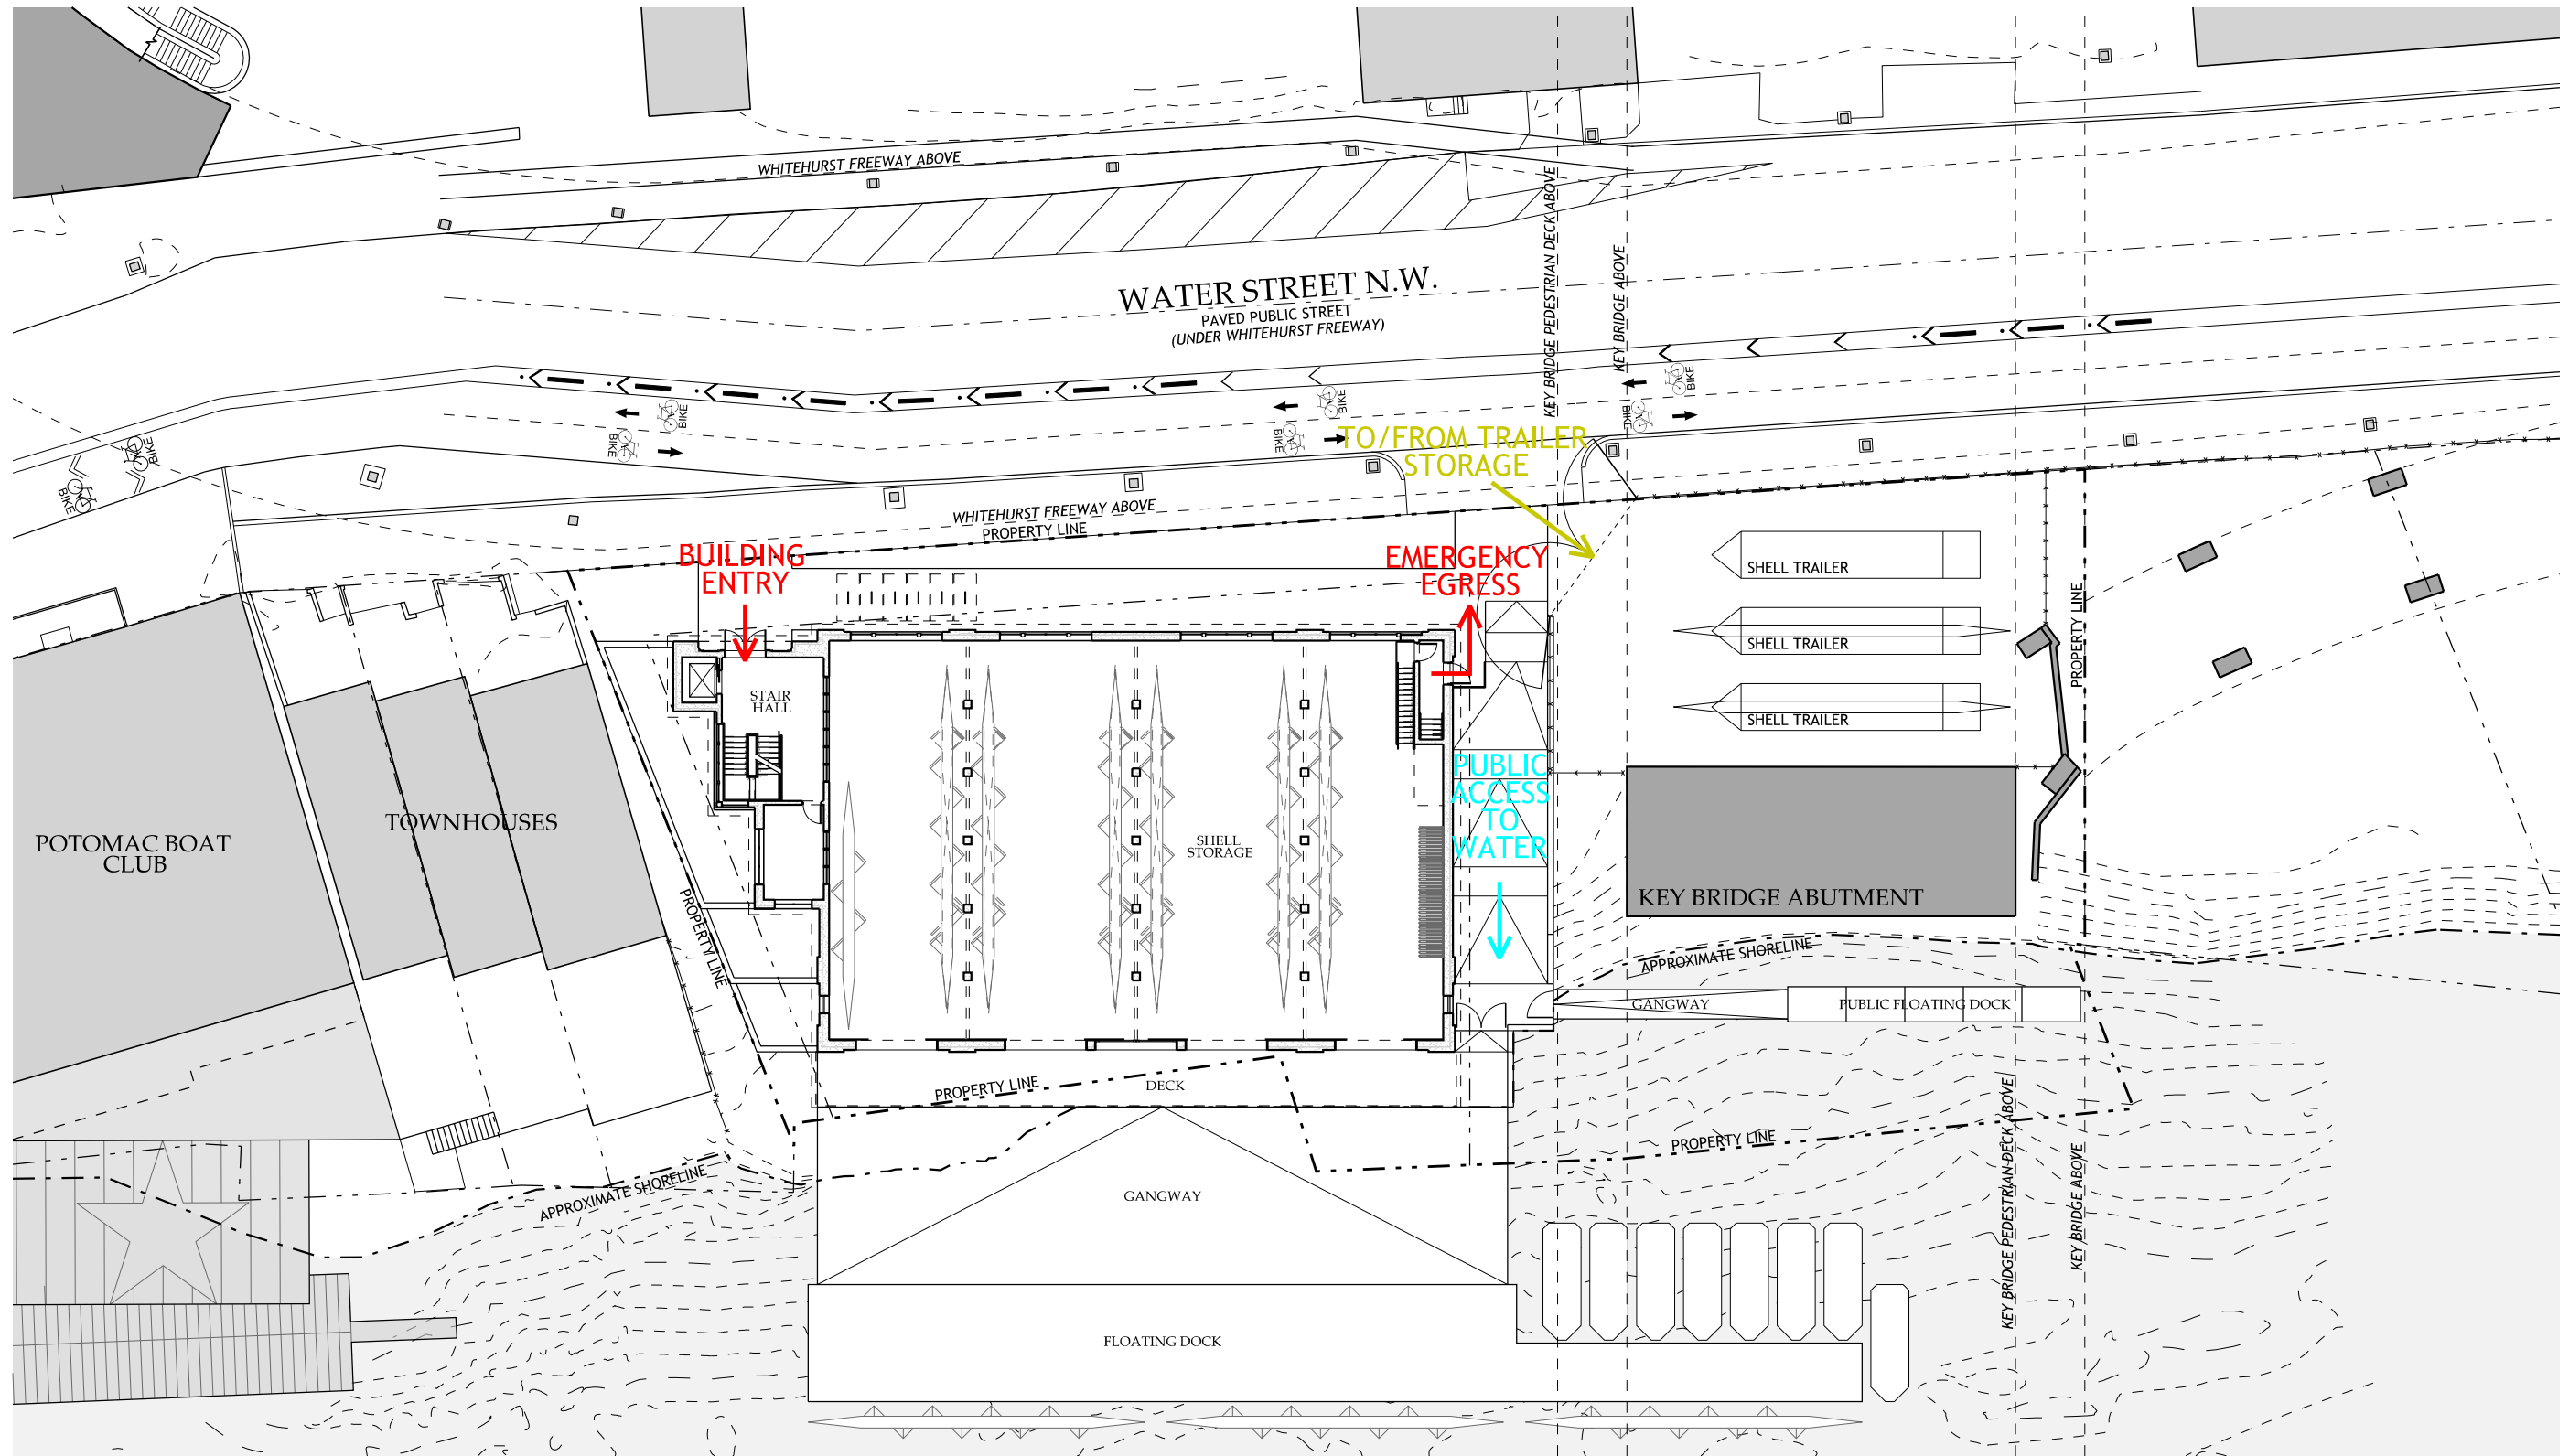 WHITEHURST FREEWAY ABOVE
KEY BRIDGE PEDESTRIAN DECK ABOVE
KEY BRIDGE ABOVE
WATER STREET N.W.
PAVED PUBLIC STREET
(UNDER WHITEHURST FREEWAY)
BIKE
BIKE
BIKE
BIKE
BIKE
BIKE
BIKE
BIKE
TO/FROM TRAILER
STORAGE
WHITEHURST FREEWAY ABOVE
PROPERTY LINE
BUILDING
ENTRY
EMERGENCY
EGRESS
SHELL TRAILER
SHELL TRAILER
SHELL TRAILER
PROPERTY LINE
STAIR
HALL
PUBLIC
ACCESS
TO
WATER
SHELL
STORAGE
TOWNHOUSES
POTOMAC BOAT
CLUB
KEY BRIDGE ABUTMENT
PROPERTY LINE
APPROXIMATE SHORELINE
GANGWAY
PUBLIC FLOATING DOCK
PROPERTY LINE
DECK
PROPERTY LINE
APPROXIMATE SHORELINE
GANGWAY
KEY BRIDGE PEDESTRIAN DECK ABOVE
KEY BRIDGE ABOVE
FLOATING DOCK